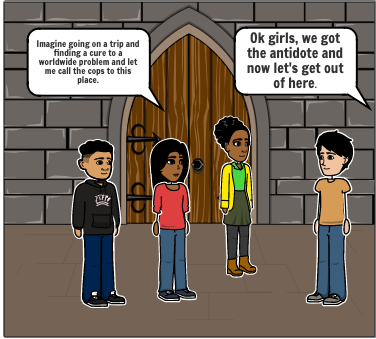 Imagine going on a trip and
finding a cure to a
worldwide problem and let
me call the cops to this
place.
Ok girls, we got
the antidote and
now let's get out
of here.